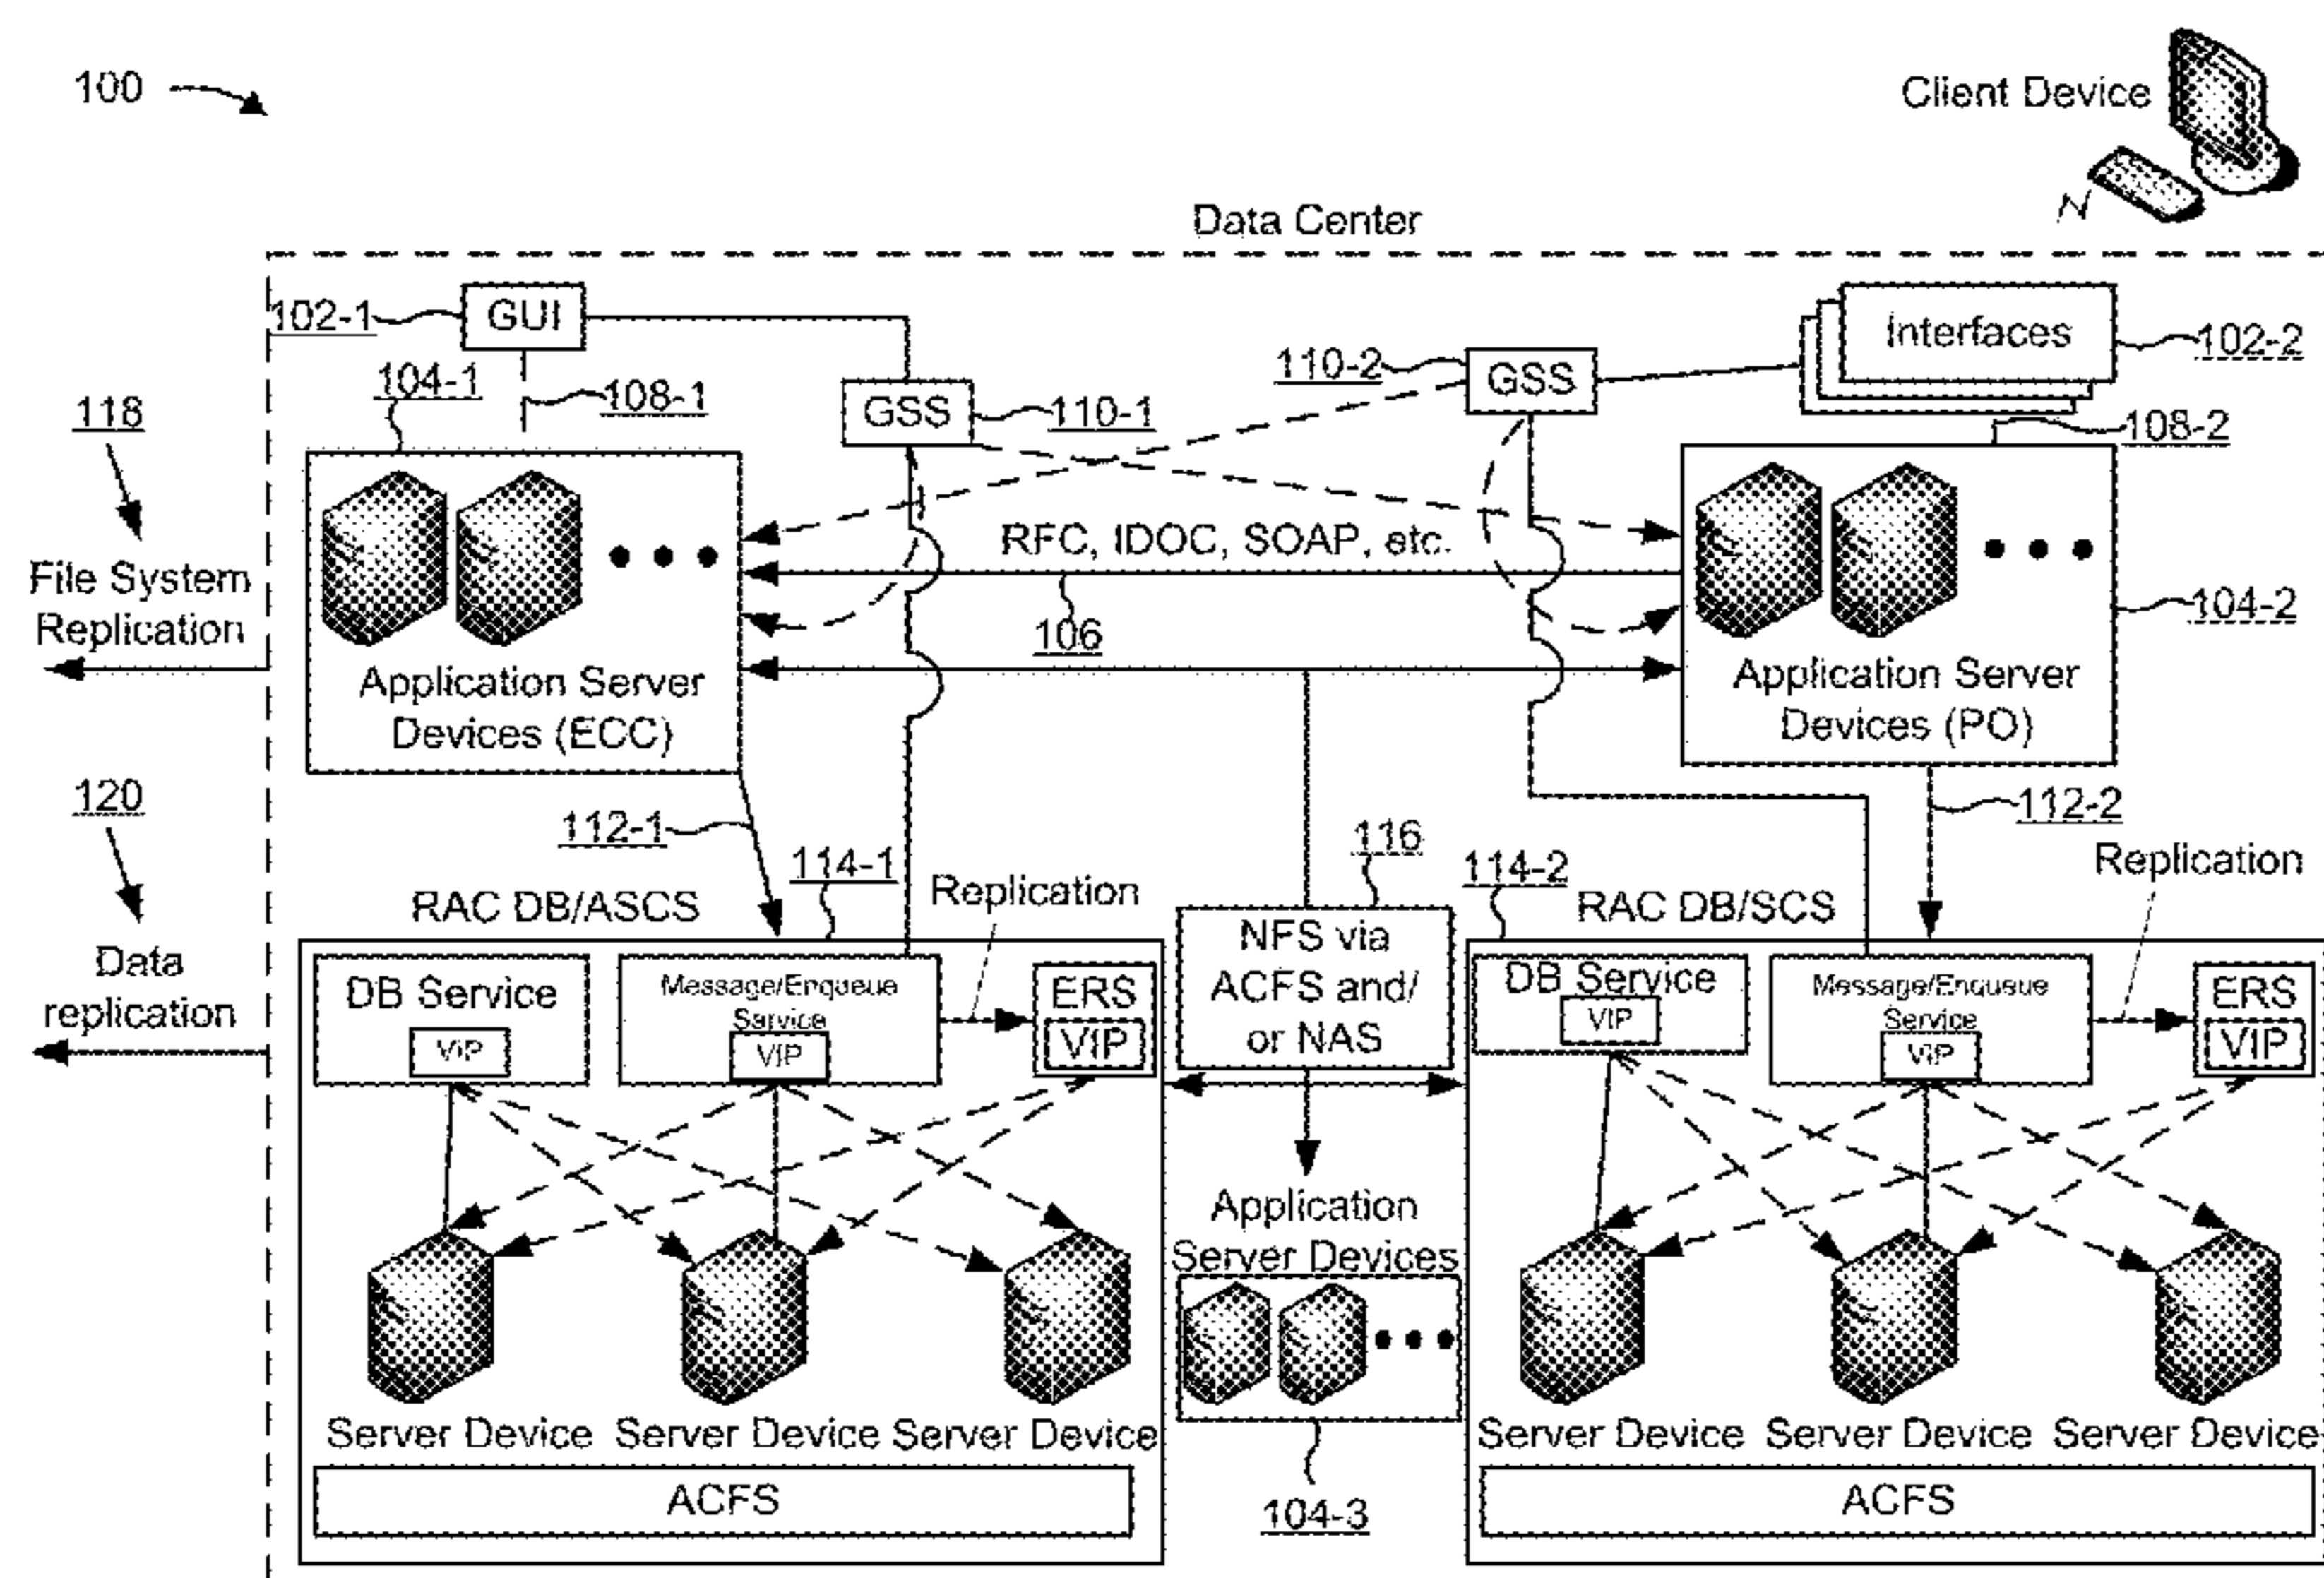 100
Client Device
Data Center
102-1
GUI
Interfaces
102-2
104-1
108-1
GSS
110-1
110-2
GSS
108-2
118
File System
Replication
RFC, IDOC, SOAP, etc.
106
104-2
Application Server
Devices (ECC)
Application Server
Devices (PO)
120
Data
replication
112-1
112-2
114-1
116
114-2
RAC DB/ASCS
Replication
RAC DB/SCS
Replication
DB Service
VIP
Message/Enqueue
Service
VIP
ERS
VIP
NFS via
ACFS and/
or NAS
DB Service
VIP
Message/Enqueue
Service
VIP
ERS
VIP
Application
Server Devices
104-3
Server Device
Server Device
Server Device
ACFS
Server Device
Server Device
Server Device
ACFS